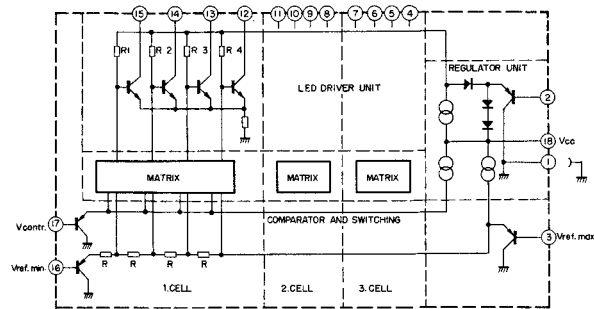 15 14 13 12 11 10 9 8 7 6 5 4
R1 R 2 R 3 R 4
REGULATOR UNIT
LED DRIVER UNIT
2
18 Vcc
1
MATRIX MATRIX MATRIX
17
Vcontr.
COMPARATOR AND SWITCHING
3 Vref.max
Vref.min. 16
R R R R
1.CELL 2.CELL 3.CELL